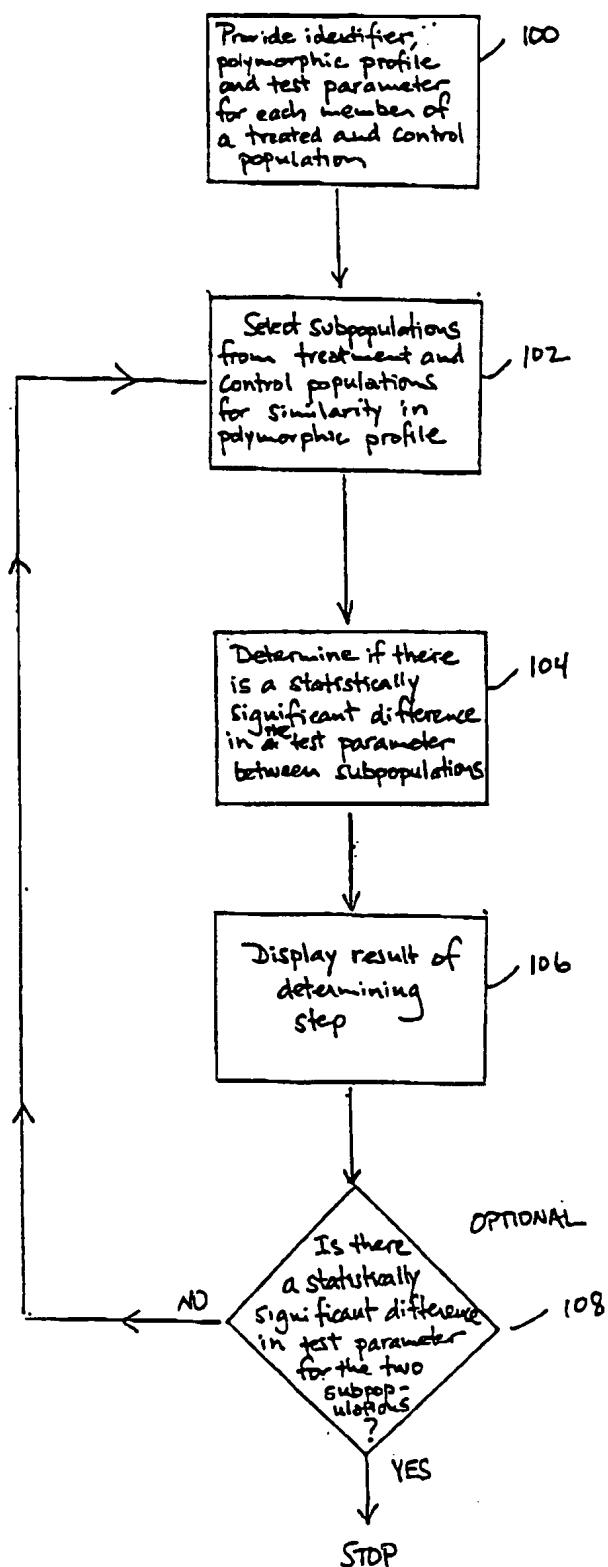 Provide identifier,
polymorphic profile
and test parameter
for each member of
a treated and control
population
100
Select subpopulations
from treatment and
control populations
for similarity in
polymorphic profile
102
Determine if there
is a statistically
significant difference
in the test parameter
between subpopulations
104
Display result of
determining
step
106
OPTIONAL
Is there
a statistically
significant difference
in test parameter
for the two
subpop-
ulations
?
108
NO
YES
STOP